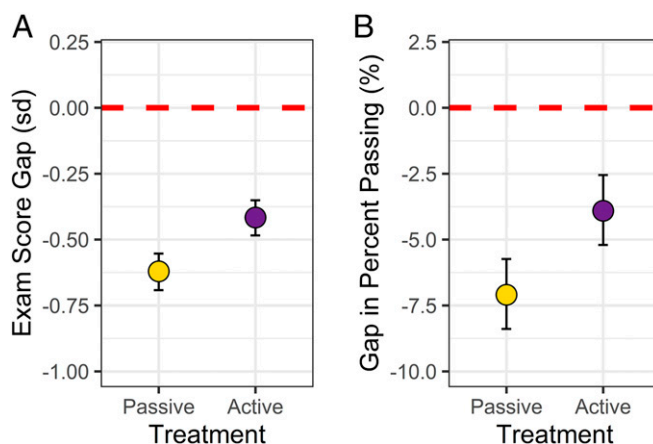 A
Exam Score Gap (sd)
0.25
0.00
-0.25
-0.50
-0.75
-1.00
Passive
Active
Treatment
B
Gap in Percent Passing (%)
2.5
0.0
-2.5
-5.0
-7.5
-10.0
Passive
Active
Treatment